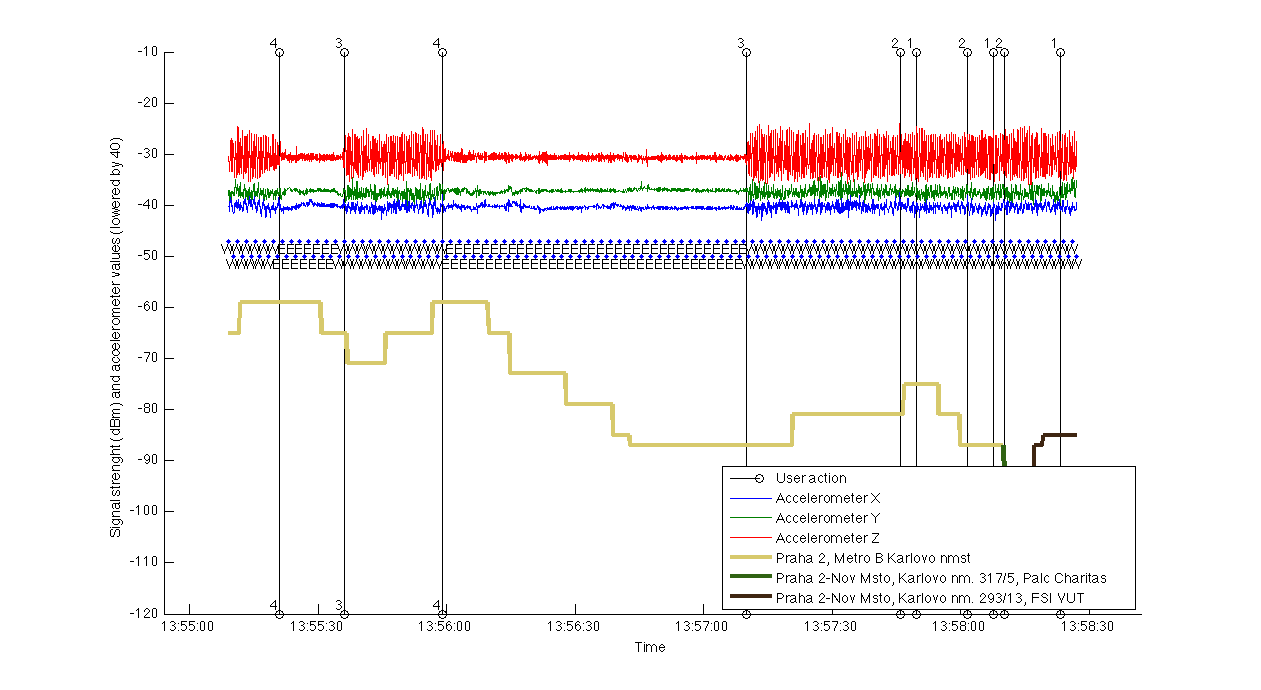 4 3 4 3 2 1 2 1 2 1
-10
-20
-30
-40
-50
-60
-70
-80
-90
-100
-110
-120
Signal strenght (dBm) and accelerometer values (lowered by 40)
User action
Accelerometer X
Accelerometer Y
Accelerometer Z
Praha 2, Metro B Karlovo nmst
Praha 2-Nov Msto, Karlovo nm. 317/5, Palc Charitas
Praha 2-Nov Msto, Karlovo nm. 293/13, FSI VUT
4 3 4
13:55:00 13:55:30 13:56:00 13:56:30 13:57:00 13:57:30 13:58:00 13:58:30
Time